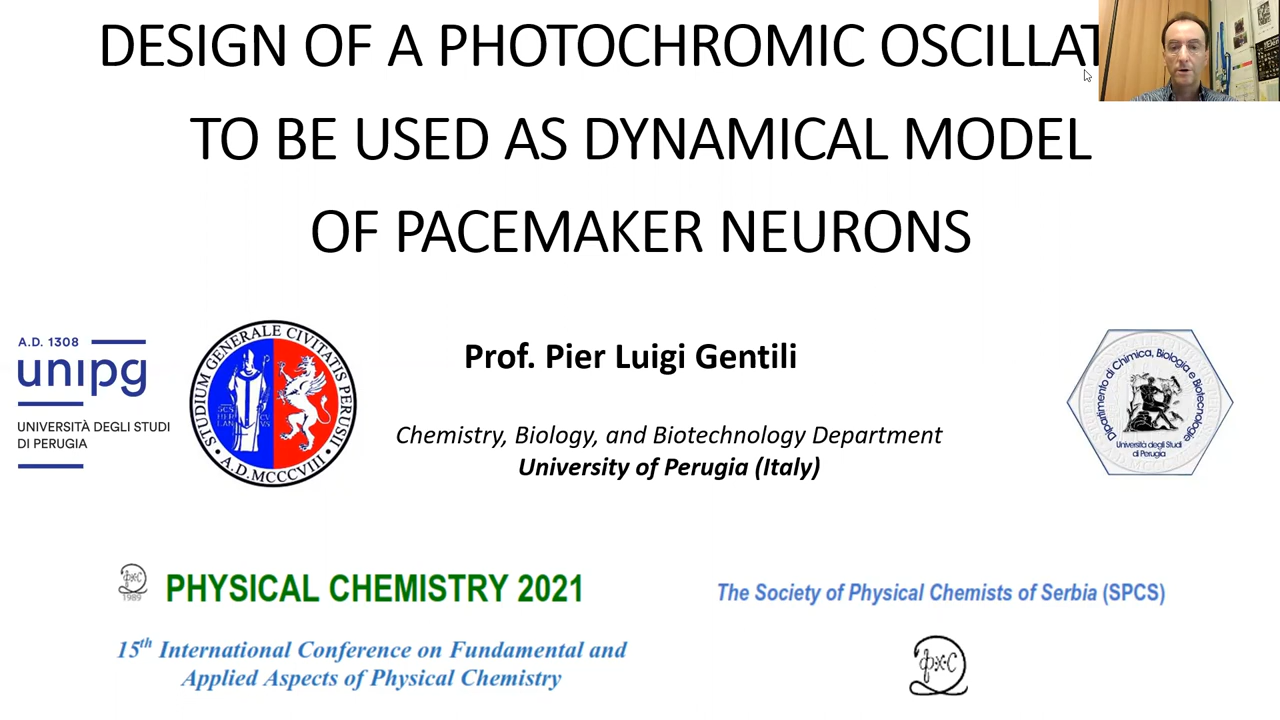 DESIGN OF A PHOTOCHROMIC OSCILLAT
TO BE USED AS DYNAMICAL MODEL
OF PACEMAKER NEURONS
A.D. 1308
unipg
UNIVERSITÀ DEGLI STUDI
DI PERUGIA
STUDIUM GENERALE CIVITATIS PERUSII
A.D.MCCCVIII
Prof. Pier Luigi Gentili
Chemistry, Biology, and Biotechnology Department
University of Perugia (Italy)
Dipartimento di Chimica, Biologia e Biotecnologie
Università degli Studi
di Perugia
1989
PHYSICAL CHEMISTRY 2021
The Society of Physical Chemists of Serbia (SPCS)
15th International Conference on Fundamental and
Applied Aspects of Physical Chemistry